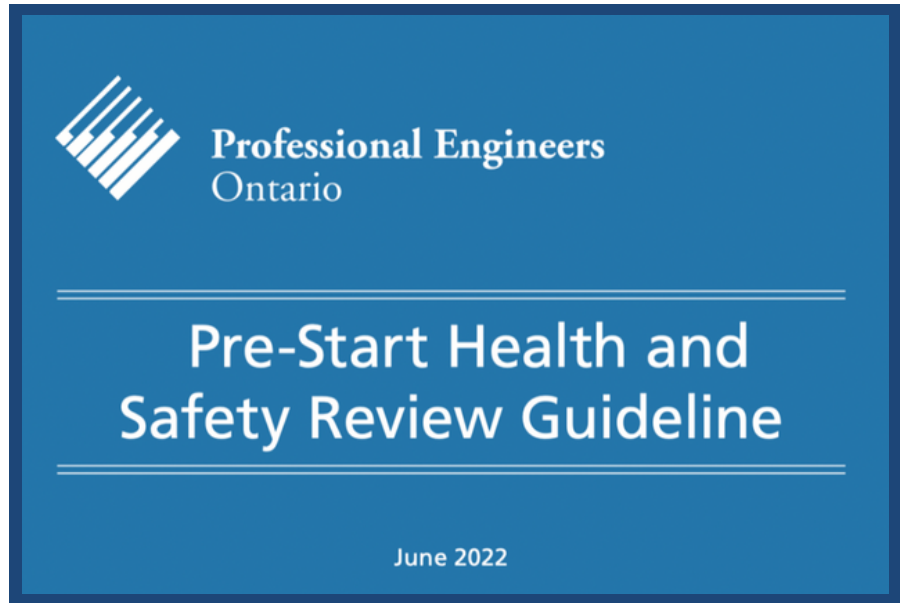 Professional Engineers
Ontario
Pre-Start Health and
Safety Review Guideline
June 2022